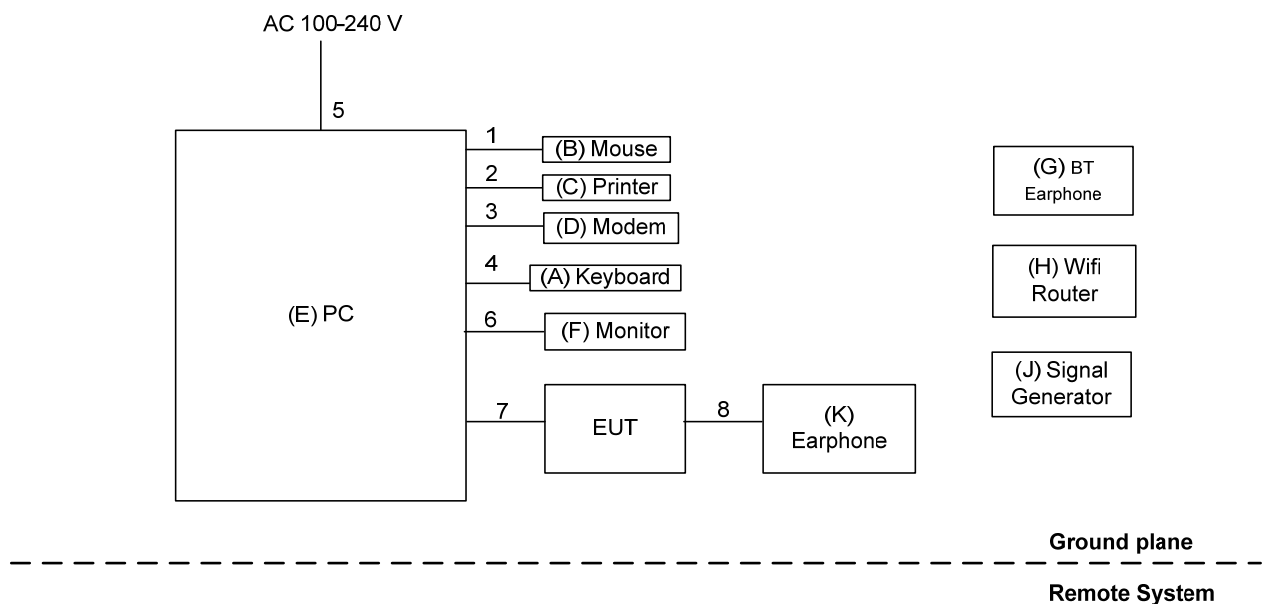 AC 100-240 V
5
1
(B) Mouse
2
(C) Printer
3
(D) Modem
4
(A) Keyboard
(E) PC
6
(F) Monitor
7
EUT
8
(K)
Earphone
(G) BT
Earphone
(H) Wifi
Router
(J) Signal
Generator
Ground plane
Remote System